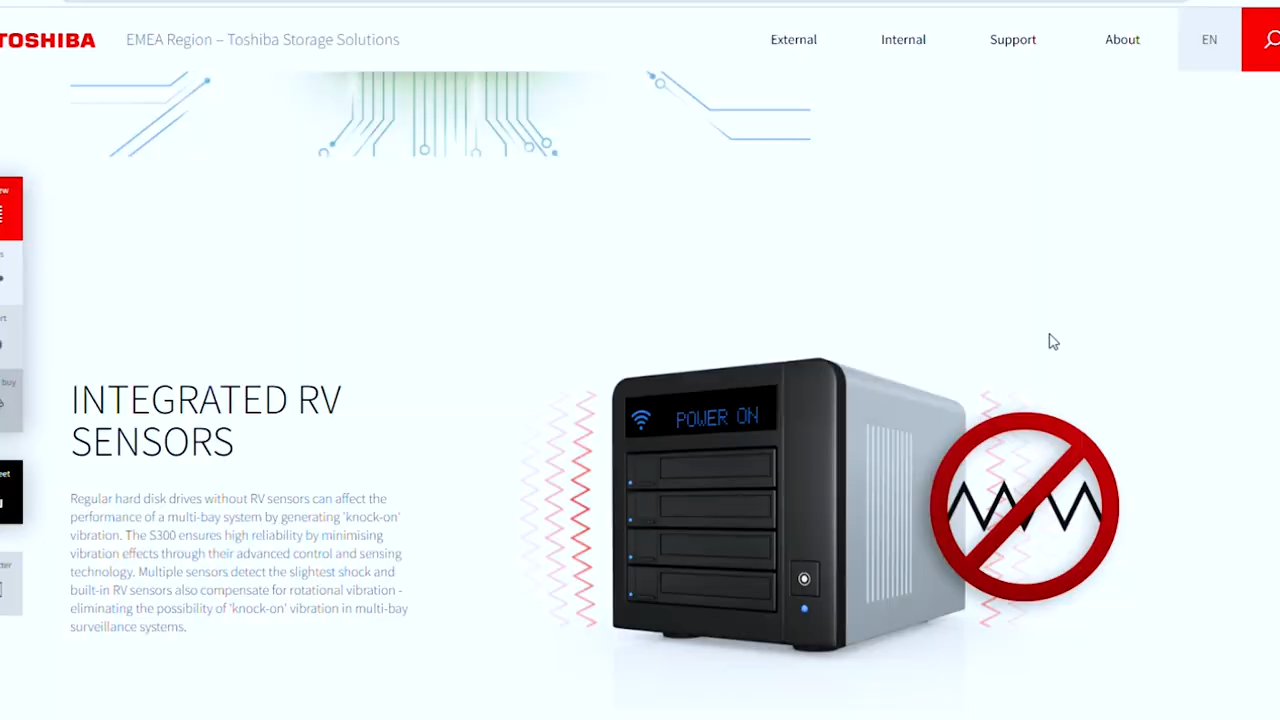 TOSHIBA
EMEA Region – Toshiba Storage Solutions
External
Internal
Support
About
EN
POWER ON
INTEGRATED RV
SENSORS
Regular hard disk drives without RV sensors can affect the
performance of a multi-bay system by generating 'knock-on'
vibration. The S300 ensures high reliability by minimising
vibration effects through their advanced control and sensing
technology. Multiple sensors detect the slightest shock and
built-in RV sensors also compensate for rotational vibration -
eliminating the possibility of 'knock-on' vibration in multi-bay
surveillance systems.
buy